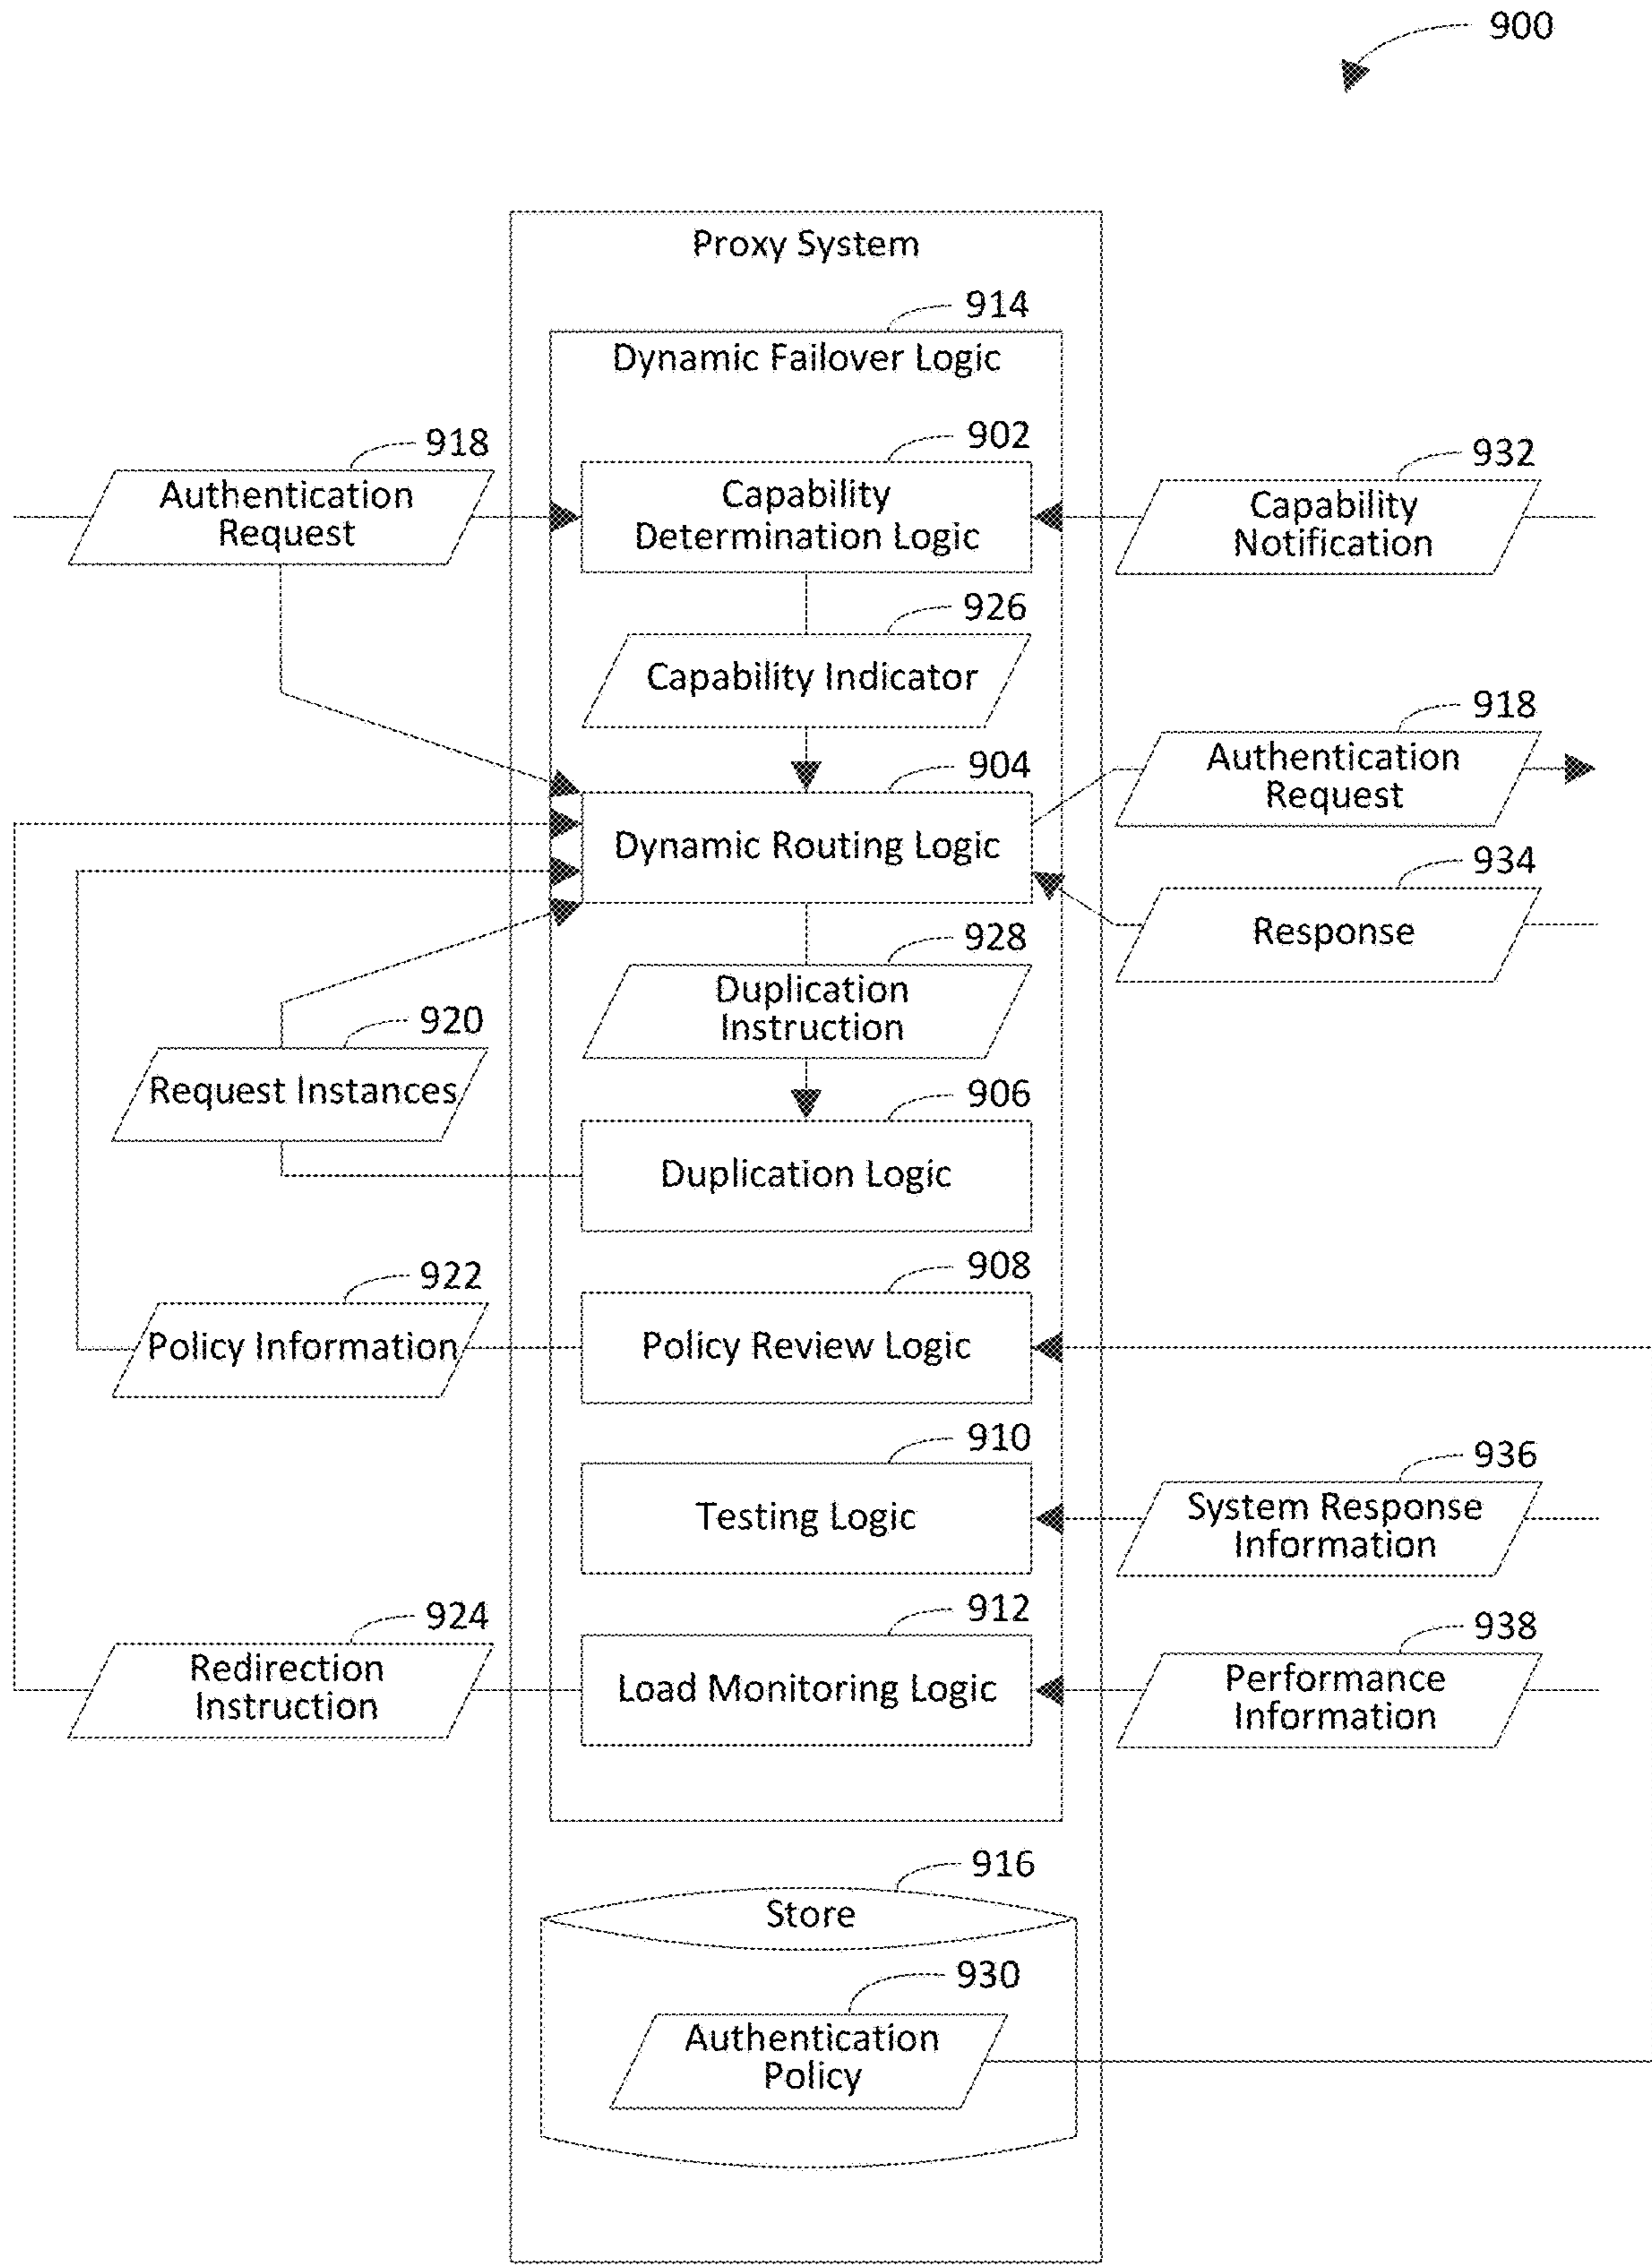 900
Proxy System
914
Dynamic Failover Logic
918
Authentication
Request
902
Capability
Determination Logic
932
Capability
Notification
926
Capability Indicator
918
Authentication
Request
904
Dynamic Routing Logic
934
Response
928
Duplication
Instruction
920
Request Instances
906
Duplication Logic
922
Policy Information
908
Policy Review Logic
910
Testing Logic
936
System Response
Information
924
Redirection
Instruction
912
Load Monitoring Logic
938
Performance
Information
916
Store
930
Authentication
Policy